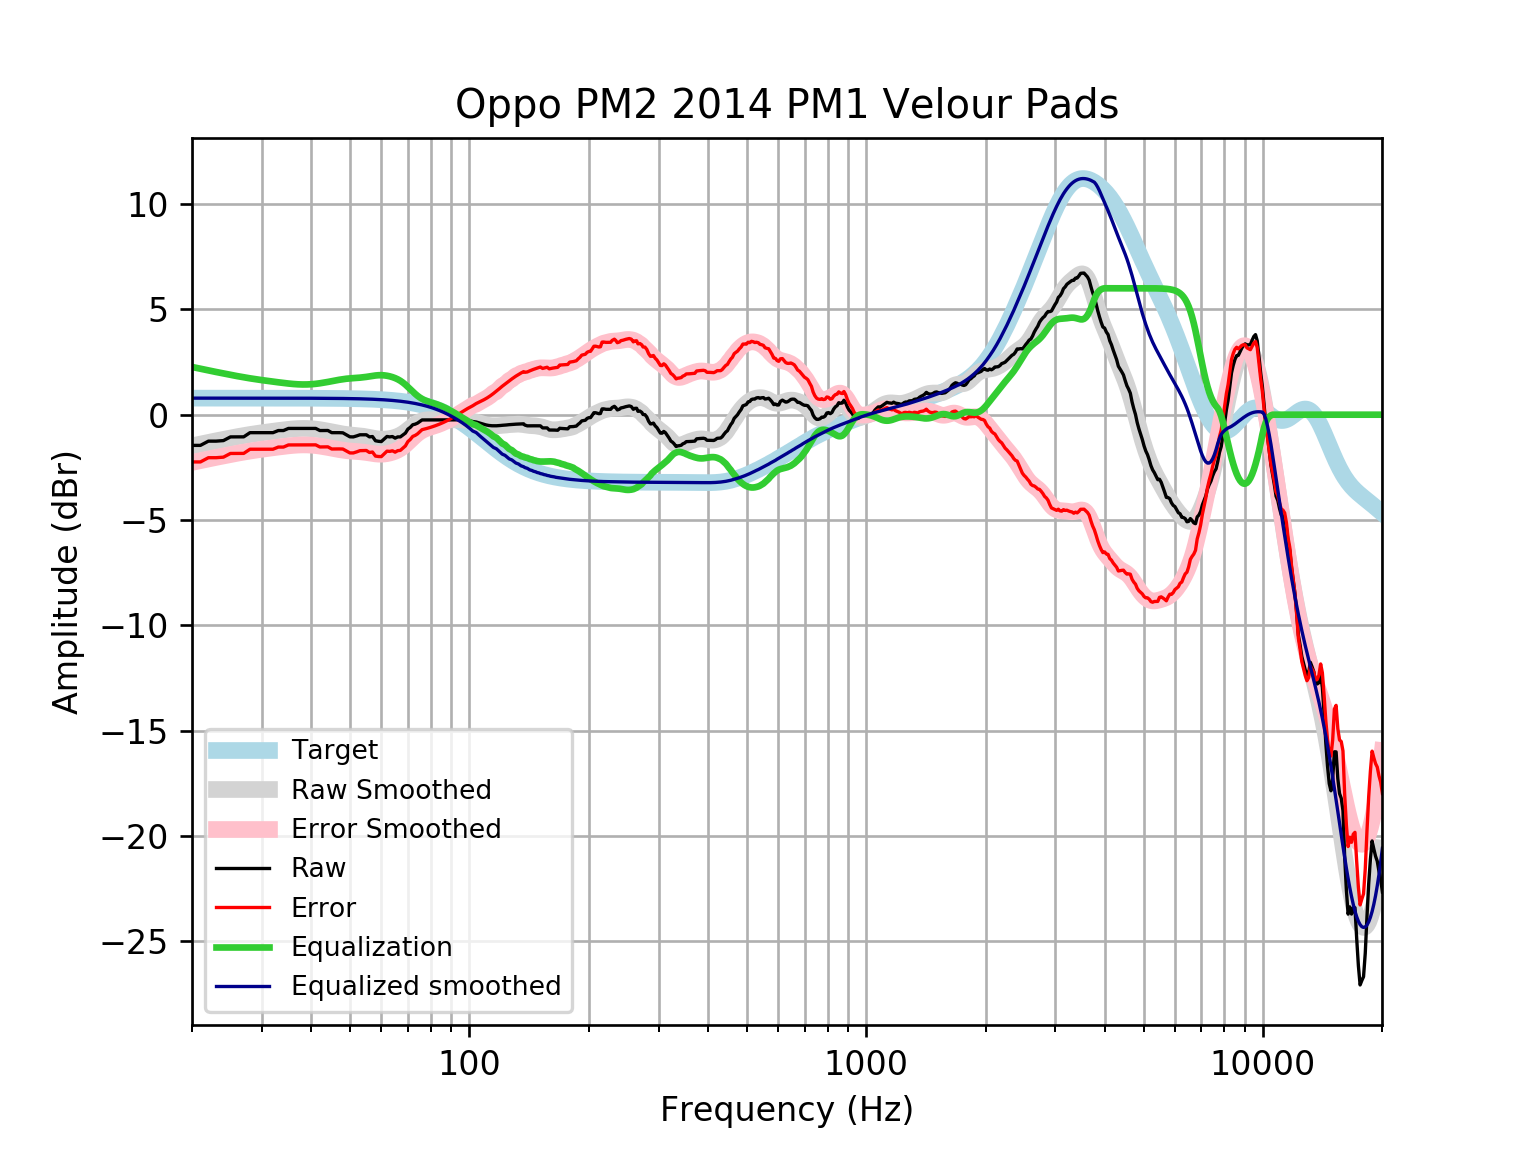 Oppo PM2 2014 PM1 Velour Pads
10
5
0
−5
−10
−15
−20
−25
Amplitude (dBr)
Target
Raw Smoothed
Error Smoothed
Raw
Error
Equalization
Equalized smoothed
100 1000 10000
Frequency (Hz)